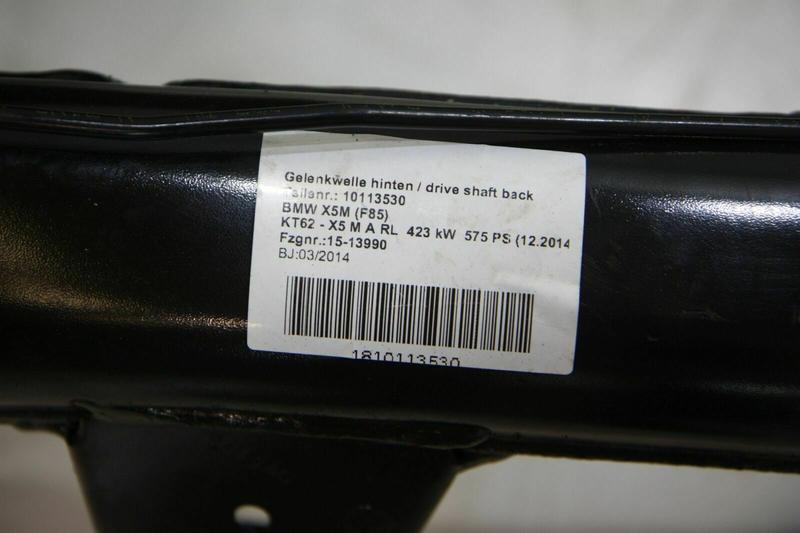 Gelenkwelle hinten / drive shaft back
Teilenr.: 10113530
BMW X5M (F85)
KT62 - X5 M A RL 423 kW 575 PS (12.2014
Fzgnr.:15-13990
BJ:03/2014
1810113530